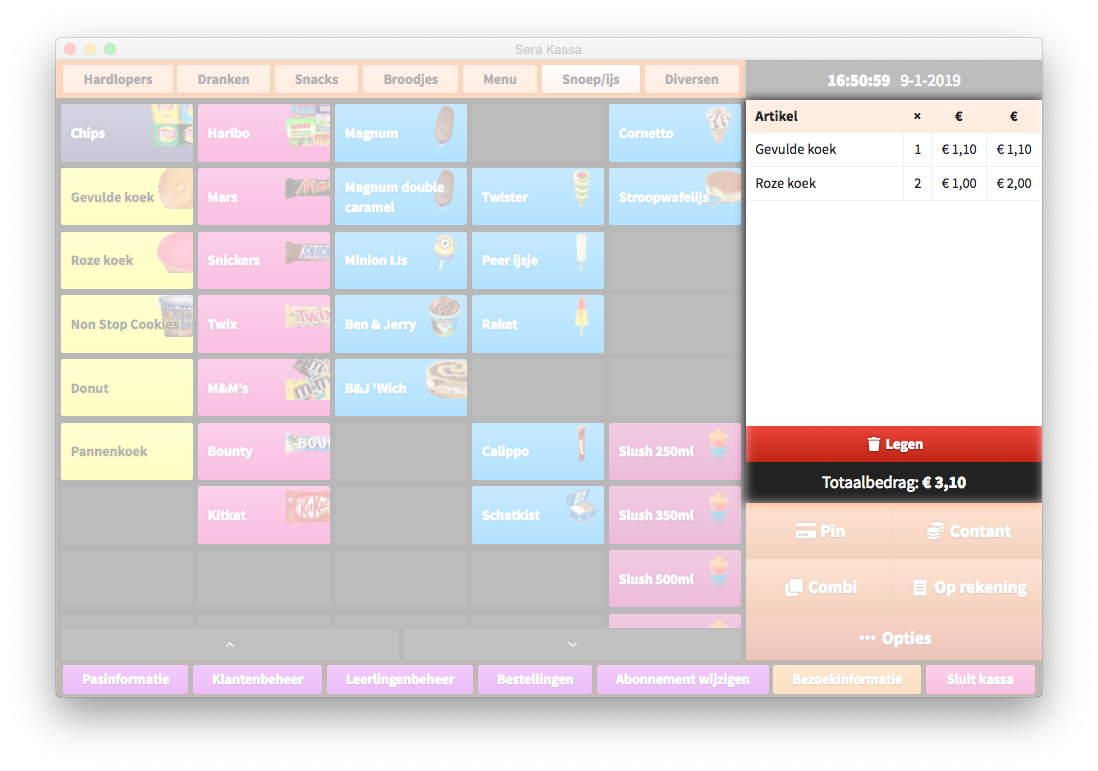 Sera Kassa
Hardlopers Dranken Snacks Broodjes Menu Snoep/ijs Diversen
16:50:59 9-1-2019
Chips Haribo Magnum Cornetto
Gevulde koek Mars Magnum double caramel Twister Stroopwafelijs
Roze koek Snickers Minion IJs Peer ijsje
Non Stop Cookies Twix Ben & Jerry Raket
Donut M&M's B&J 'Wich
Pannenkoek Bounty Calippo Slush 250ml
Kitkat Schatkist Slush 350ml
Slush 500ml
Artikel × € €
Gevulde koek 1 € 1,10 € 1,10
Roze koek 2 € 1,00 € 2,00
Legen
Totaalbedrag: € 3,10
Pin Contant
Combi Op rekening
Opties
Pasinformatie Klantenbeheer Leerlingenbeheer Bestellingen Abonnement wijzigen Bezoekinformatie Sluit kassa